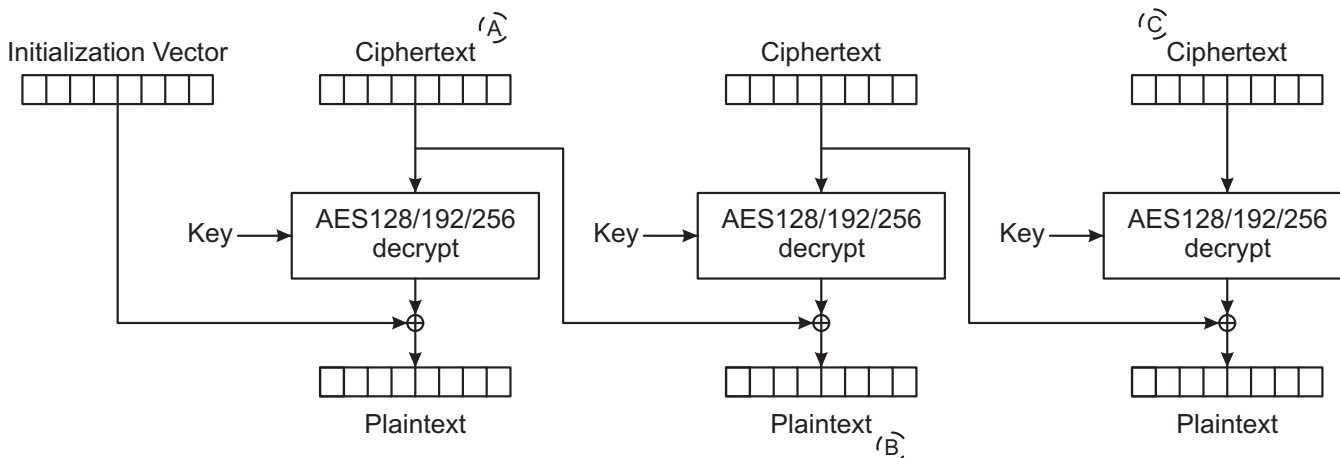 A
C
Initialization Vector
Ciphertext
Ciphertext
Ciphertext
Key
AES128/192/256
decrypt
Key
AES128/192/256
decrypt
Key
AES128/192/256
decrypt
Plaintext
Plaintext
Plaintext
B